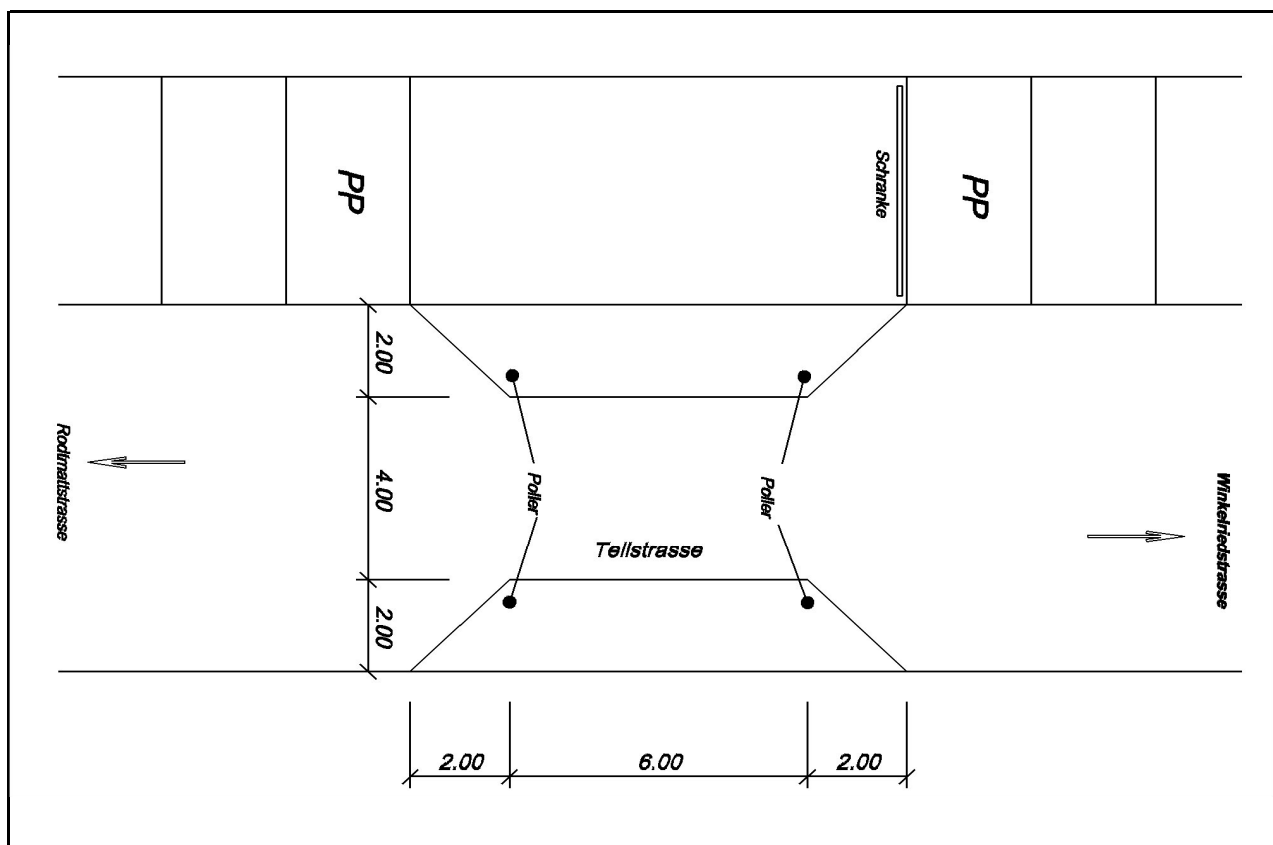 PP
Schranke
PP
2.00
4.00
2.00
Rodtmattstrasse
Poller
Poller
Tellstrasse
Winkelriedstrasse
2.00
6.00
2.00